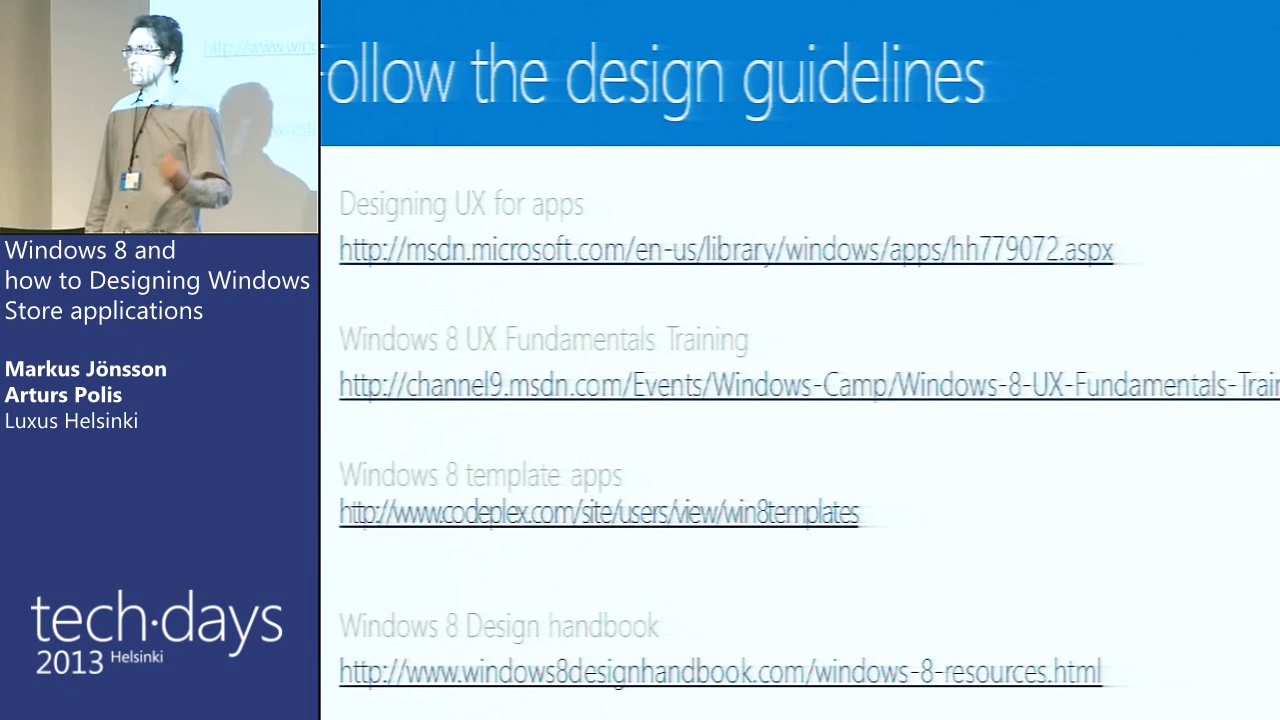 ollow the design guidelines
Designing UX for apps
http://msdn.microsoft.com/en-us/library/windows/apps/hh779072.aspx
Windows 8 UX Fundamentals Training
http://channel9.msdn.com/Events/Windows-Camp/Windows-8-UX-Fundamentals-Train
Windows 8 template apps
http://www.codeplex.com/site/users/view/win8templates
Windows 8 Design handbook
http://www.windows8designhandbook.com/windows-8-resources.html
http://www.wind
Windows 8 and
how to Designing Windows
Store applications
Markus Jönsson
Arturs Polis
Luxus Helsinki
tech·days
2013 Helsinki